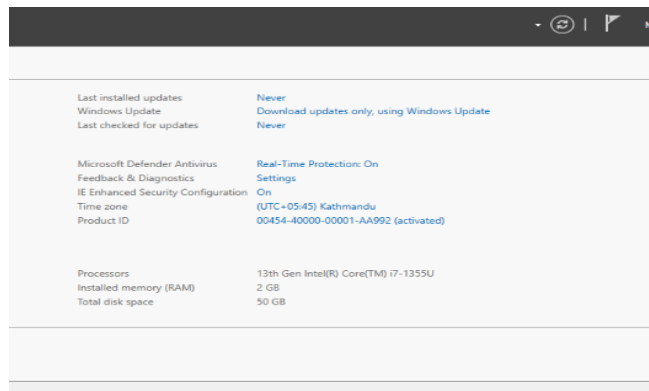 Last installed updates Never
Windows Update Download updates only, using Windows Update
Last checked for updates Never
Microsoft Defender Antivirus Real-Time Protection: On
Feedback & Diagnostics Settings
IE Enhanced Security Configuration On
Time zone (UTC+05:45) Kathmandu
Product ID 00454-40000-00001-AA992 (activated)
Processors 13th Gen Intel(R) Core(TM) i7-1355U
Installed memory (RAM) 2 GB
Total disk space 50 GB